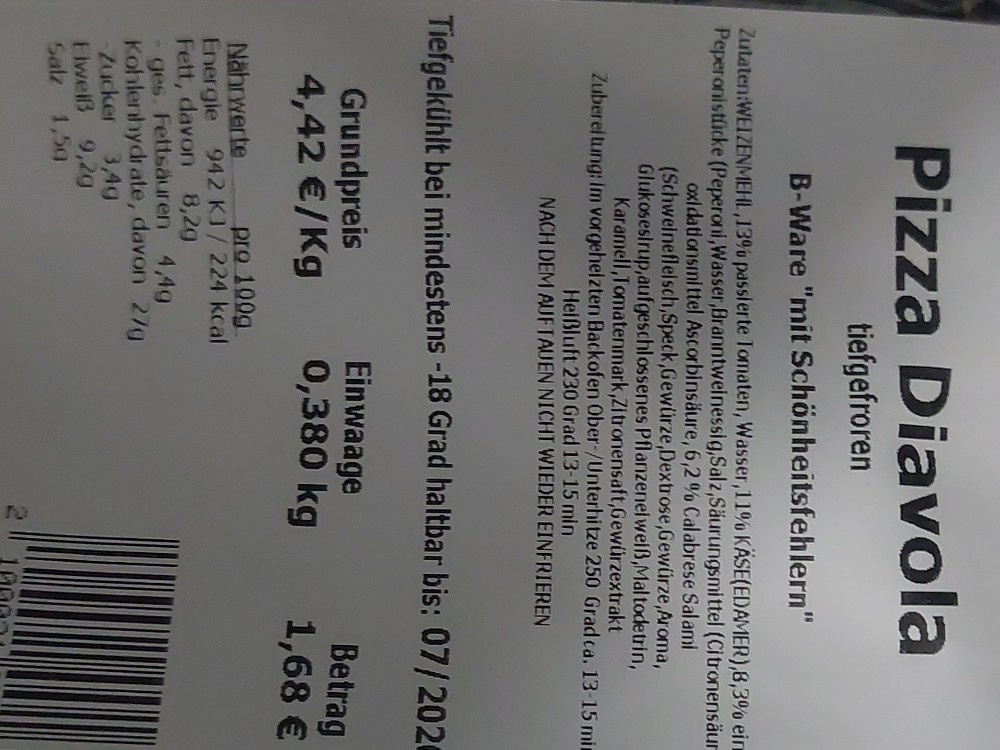 Pizza Diavola
tiefgefroren
B-Ware "mit Schönheitsfehlern"
Zutaten:WEIZENMEHL,13% passierte Tomaten, Wasser,11% KÄSE(EDAMER),8,3% ein
Peperonistücke (Peperoni,Wasser,Branntweinessig,Salz,Säurungsmittel (Citronensäur
oxidationsmittel Ascorbinsäure, 6,2 % Calabrese Salami
(Schweinefleisch,Speck,Gewürze,Dextrose,Gewürze,Aroma,
Glukosesirup,aufgeschlossenes Pflanzeneiweiß,Maltodetrin,
Karamell,Tomatenmark,Zitronensaft,Gewürzextrakt
Zubereitung: Im vorgeheizten Backofen Ober-/Unterhitze 250 Grad ca. 13-15 mi
Heißluft 230 Grad 13-15 min
NACH DEM AUFTAUEN NICHT WIEDER EINFRIEREN
Tiefgekühlt bei mindestens -18 Grad haltbar bis: 07/202
Grundpreis Einwaage Betrag
4,42 €/Kg 0,380 kg 1,68 €
Nährwerte pro 100g
Energie 942 KJ / 224 kcal
Fett, davon 8,2g
- ges. Fettsäuren 4,4g
Kohlenhydrate, davon 27g
-Zucker 3,4g
Eiweiß 9,2g
Salz 1,5g
2